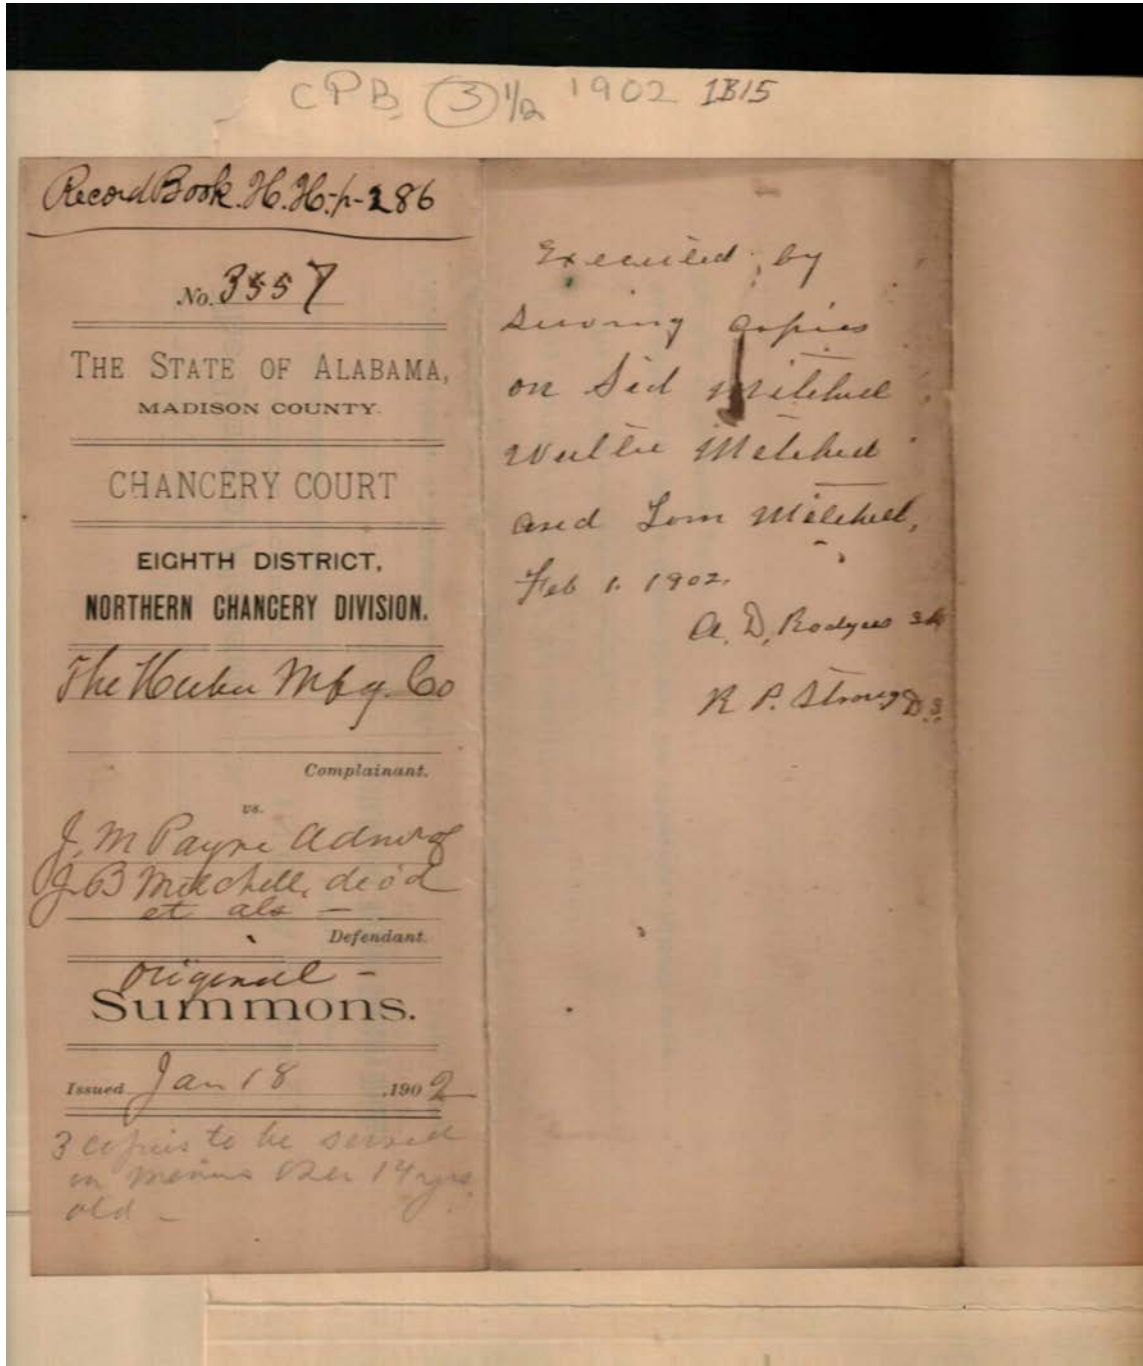 CPB 3 1/2 1902 1B15
Record Book. H. H. p-286
No. 3557
THE STATE OF ALABAMA,
MADISON COUNTY.
CHANCERY COURT
EIGHTH DISTRICT,
NORTHERN CHANCERY DIVISION.
The Huber Mfg. Co
Complainant.
vs.
J. M Payne Admr of
J. B Mitchell, dec'd
et als —
Defendant.
Original —
Summons.
Issued Jan 18 ,1902
3 copies to be served
on minors over 14 yrs
old —
Executed by
serving copies
on Sid Mitchell
Mitchell
and Tom Mitchell,
Feb 1. 1902.
A. D. Rodgers Sh
R P. Strong D.S.